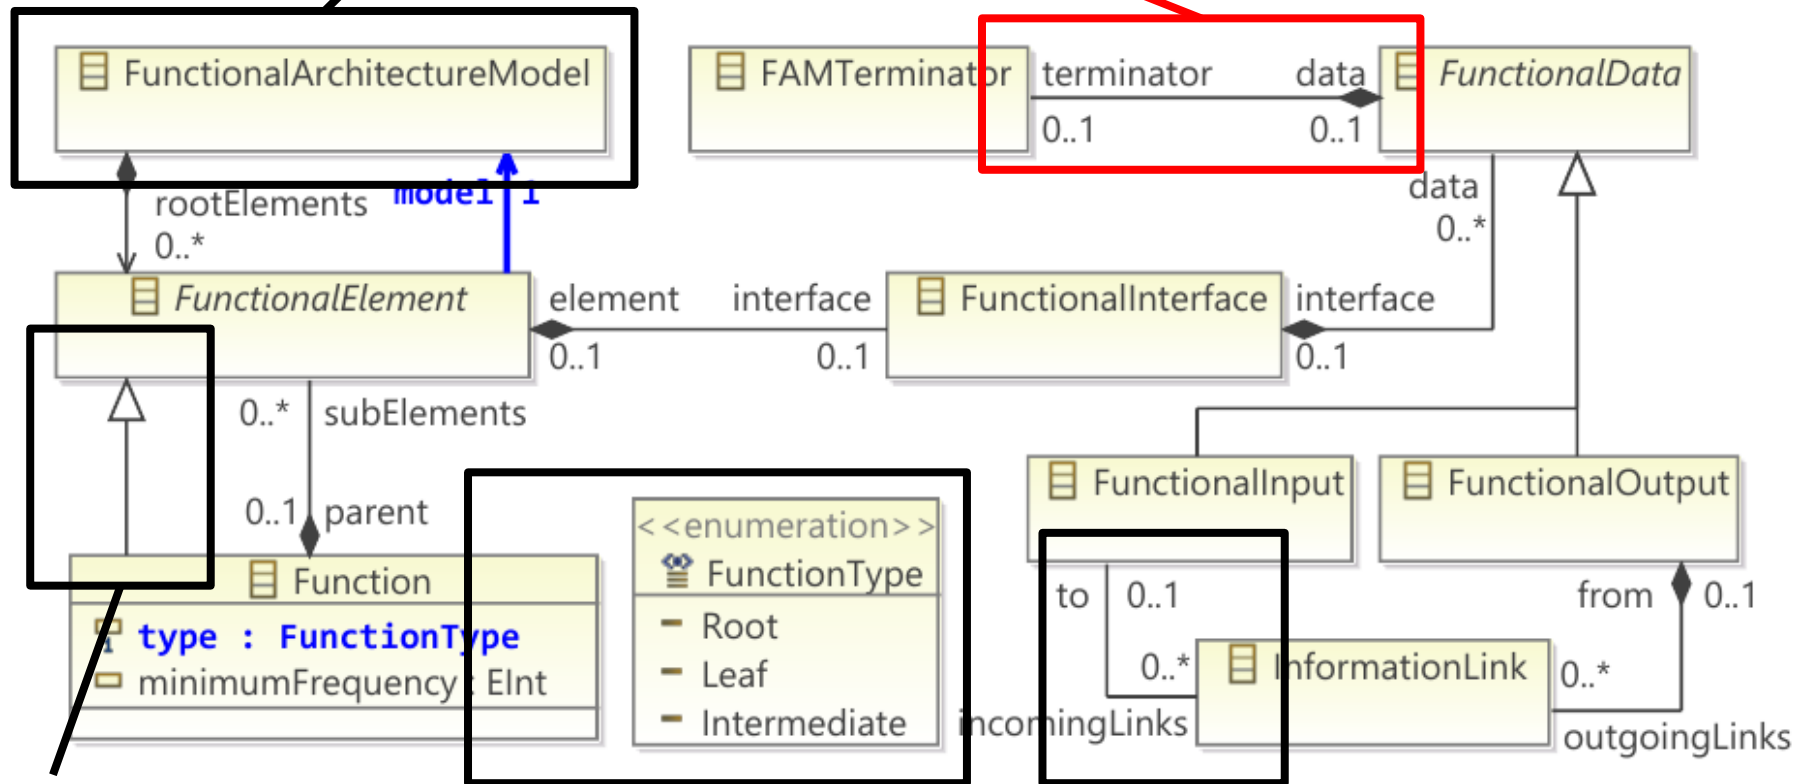 FunctionalArchitectureModel
FAMTerminator
terminator
data
FunctionalData
0..1
0..1
rootElements
model 1
data
0..*
0..*
FunctionalElement
element
interface
FunctionalInterface
interface
0..1
0..1
0..1
0..*
subElements
0..1
parent
FunctionalInput
FunctionalOutput
<<enumeration>>
FunctionType
Function
to
0..1
from
0..1
type : FunctionType
Root
minimumFrequency : EInt
Leaf
0..*
InformationLink
0..*
Intermediate
incomingLinks
outgoingLinks